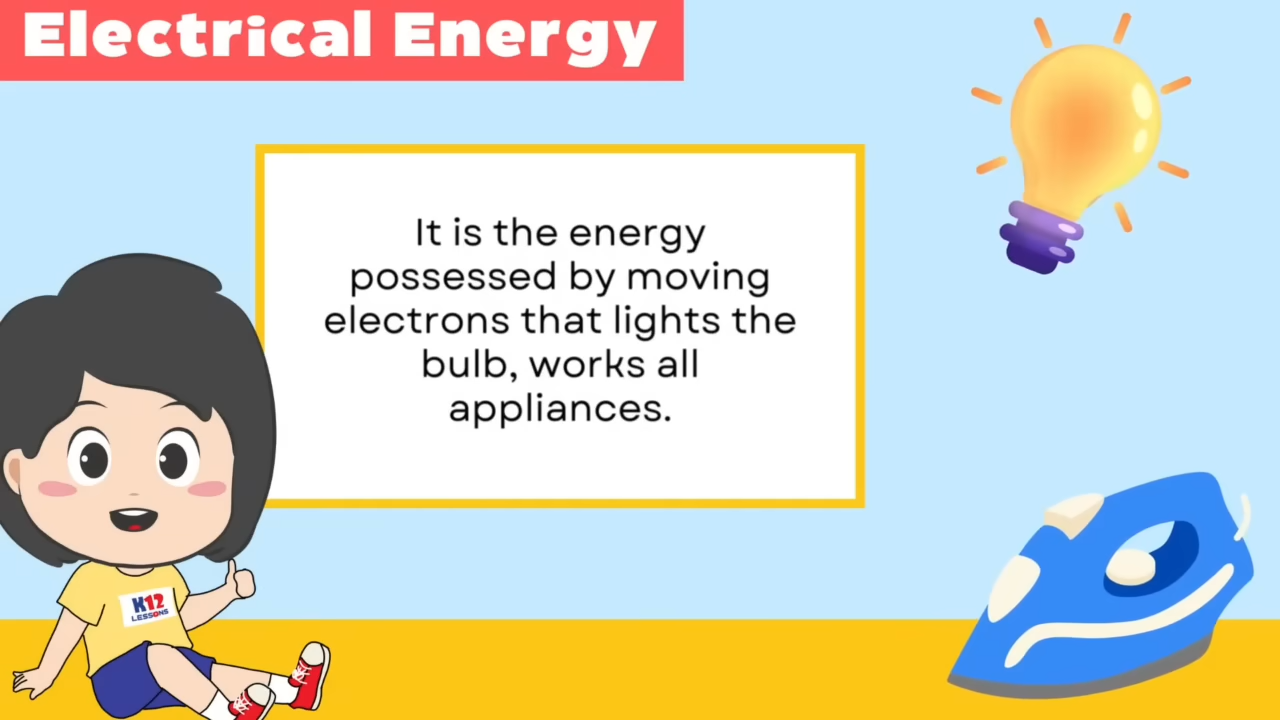 Electrical Energy
It is the energy
possessed by moving
electrons that lights the
bulb, works all
appliances.
K12
LESSONS